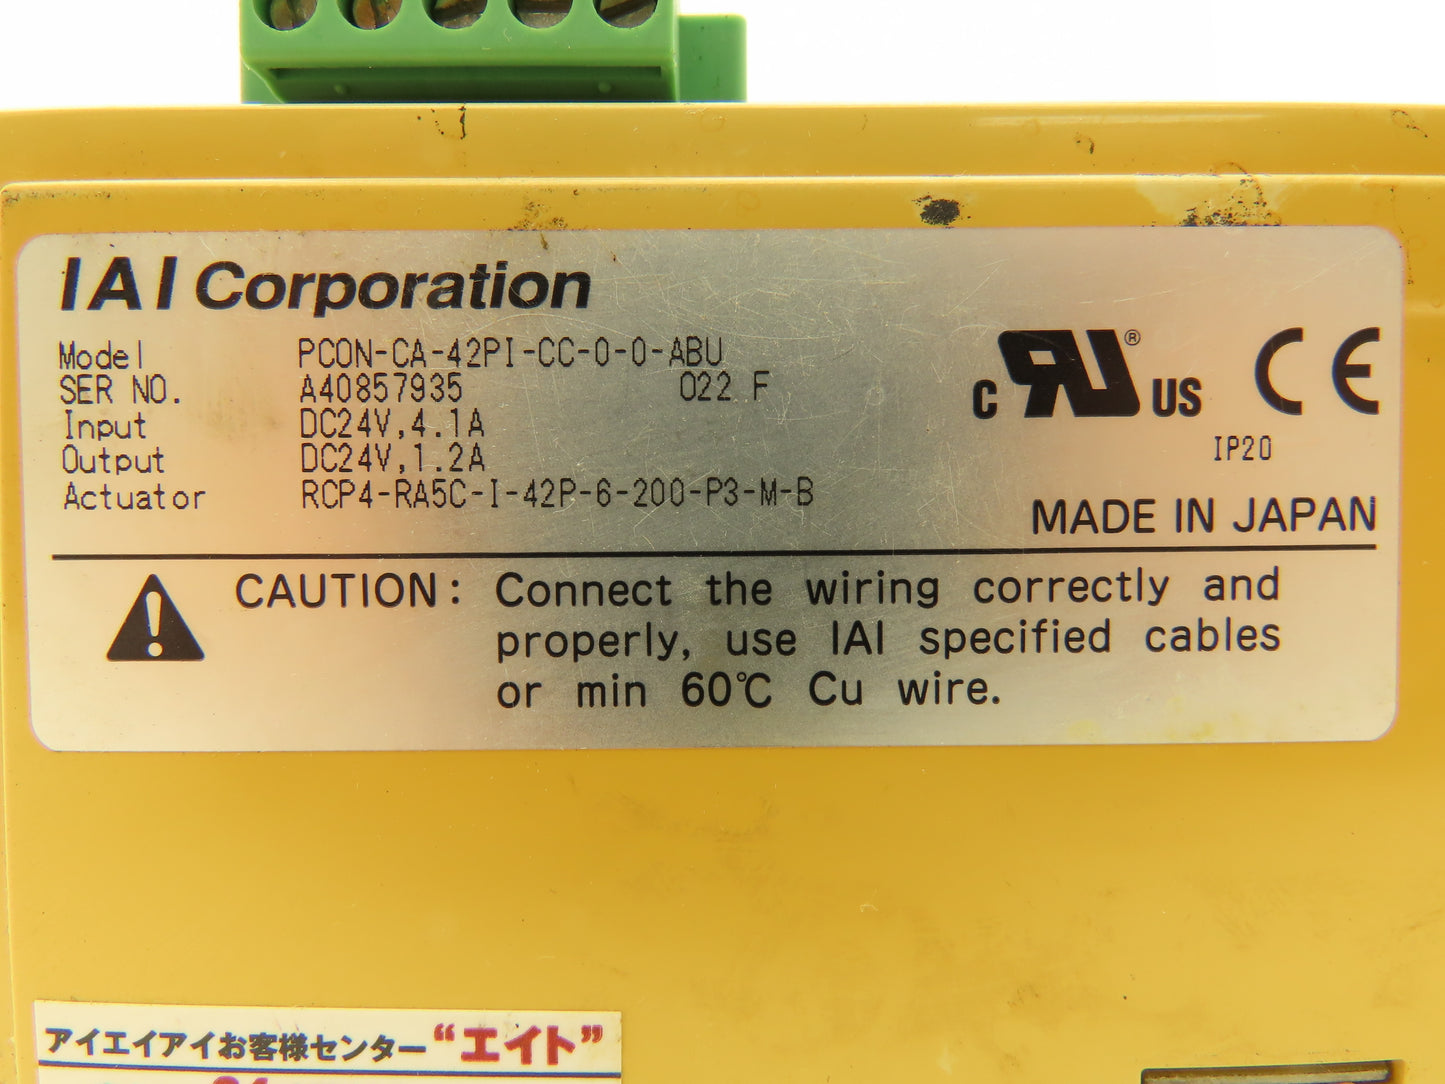 IAI Corporation
Model PCON-CA-42PI-CC-0-0-ABU
SER NO. A40857935 022 F
Input DC24V,4.1A
Output DC24V,1.2A
Actuator RCP4-RA5C-I-42P-6-200-P3-M-B
c RU ® US CE
IP20
MADE IN JAPAN
CAUTION: Connect the wiring correctly and
properly, use IAI specified cables
or min 60℃ Cu wire.
アイエイアイお客様センター “エイト”